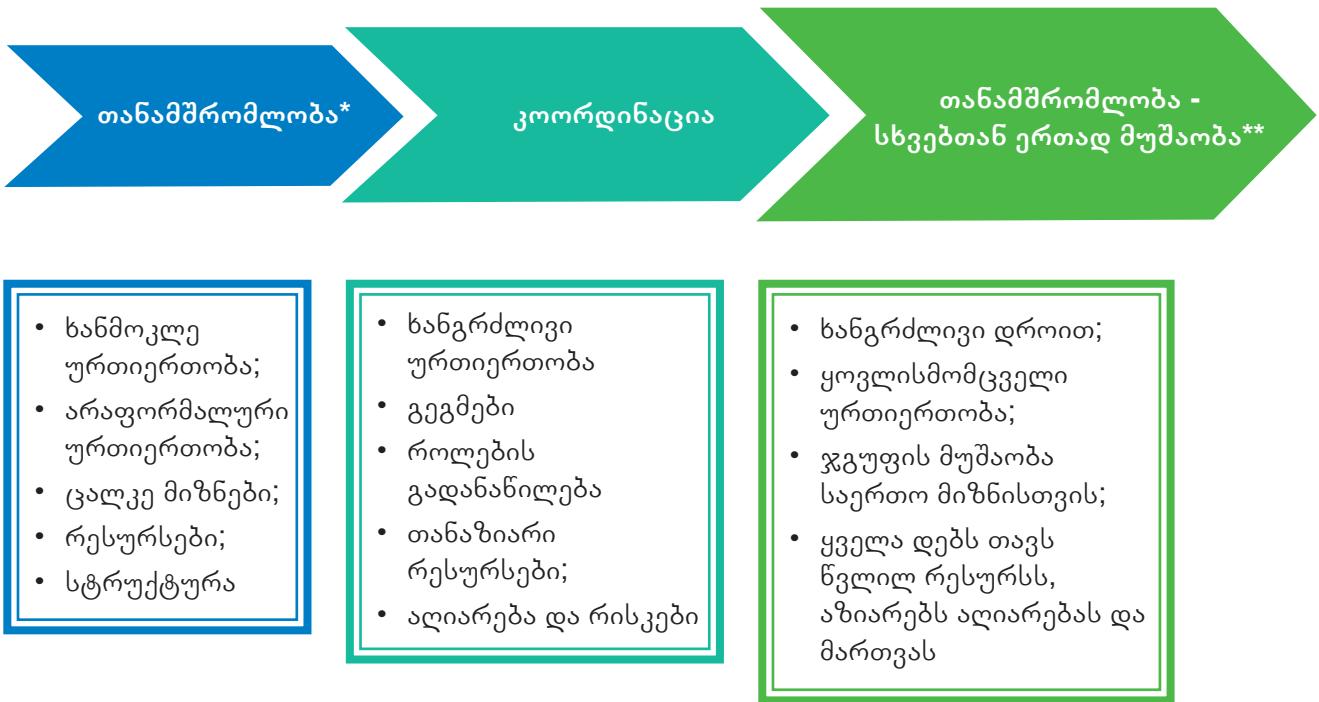 თანამშრომლობა*
კოორდინაცია
თანამშრომლობა -
სხვებთან ერთად მუშაობა**
• ხანმოკლე
ურთიერთობა;
• არაფორმალური
ურთიერთობა;
• ცალკე მიზნები;
• რესურსები;
• სტრუქტურა
• ხანგრძლივი
ურთიერთობა
• გეგმები
• როლების
გადანაწილება
• თანაზიარი
რესურსები;
• აღიარება და რისკები
• ხანგრძლივი დროით;
• ყოვლისმომცველი
ურთიერთობა;
• ჯგუფის მუშაობა
საერთო მიზნისთვის;
• ყველა დებს თავს
წვლილ რესურსს,
აზიარებს აღიარებას და
მართვას